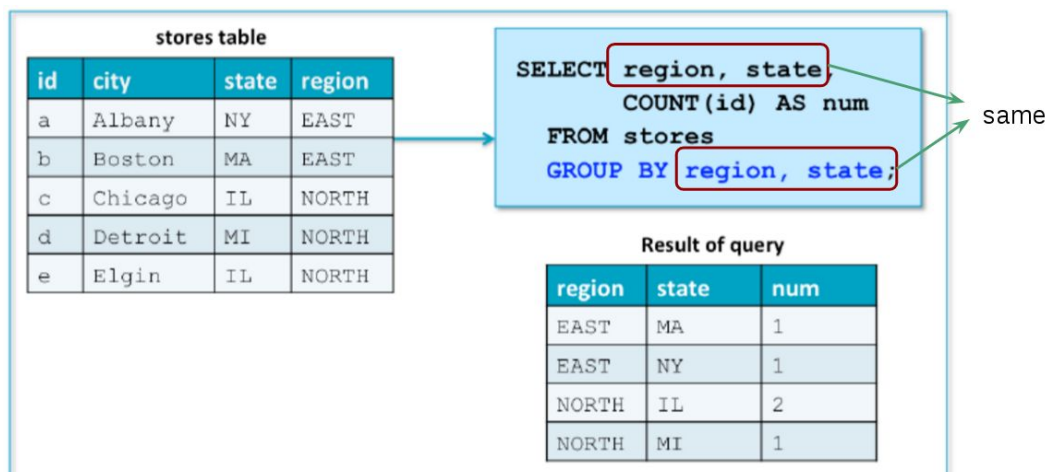 stores table
id city state region
a Albany NY EAST
b Boston MA EAST
c Chicago IL NORTH
d Detroit MI NORTH
e Elgin IL NORTH
SELECT region, state,
COUNT(id) AS num
FROM stores
GROUP BY region, state;
same
Result of query
region state num
EAST MA 1
EAST NY 1
NORTH IL 2
NORTH MI 1